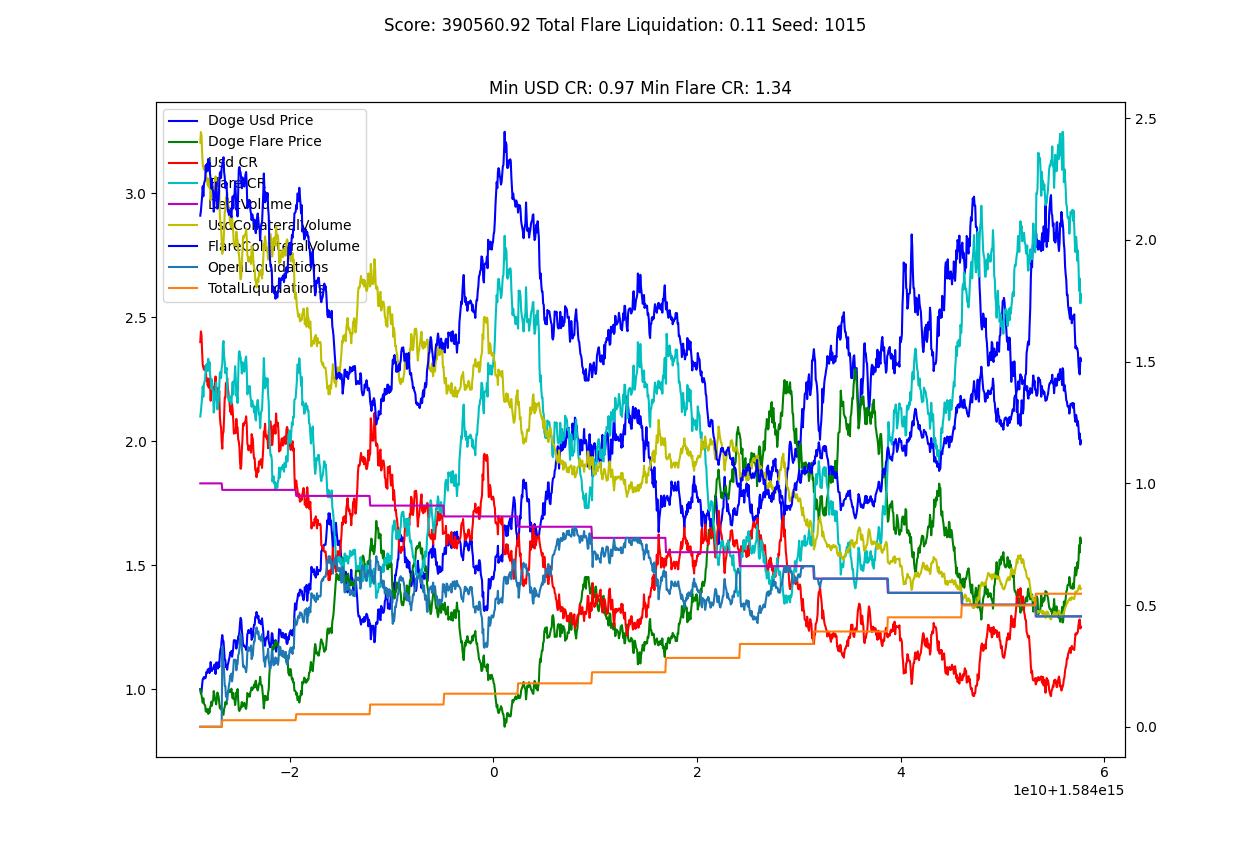 Score: 390560.92 Total Flare Liquidation: 0.11 Seed: 1015
Min USD CR: 0.97 Min Flare CR: 1.34
Doge Usd Price
Doge Flare Price
Usd CR
Flare CR
DebtVolume
UsdCollateralVolume
FlareCollateralVolume
OpenLiquidations
TotalLiquidations
3.0
2.5
2.0
1.5
1.0
2.5
2.0
1.5
1.0
0.5
0.0
−2
0
2
4
6
1e10+1.584e15